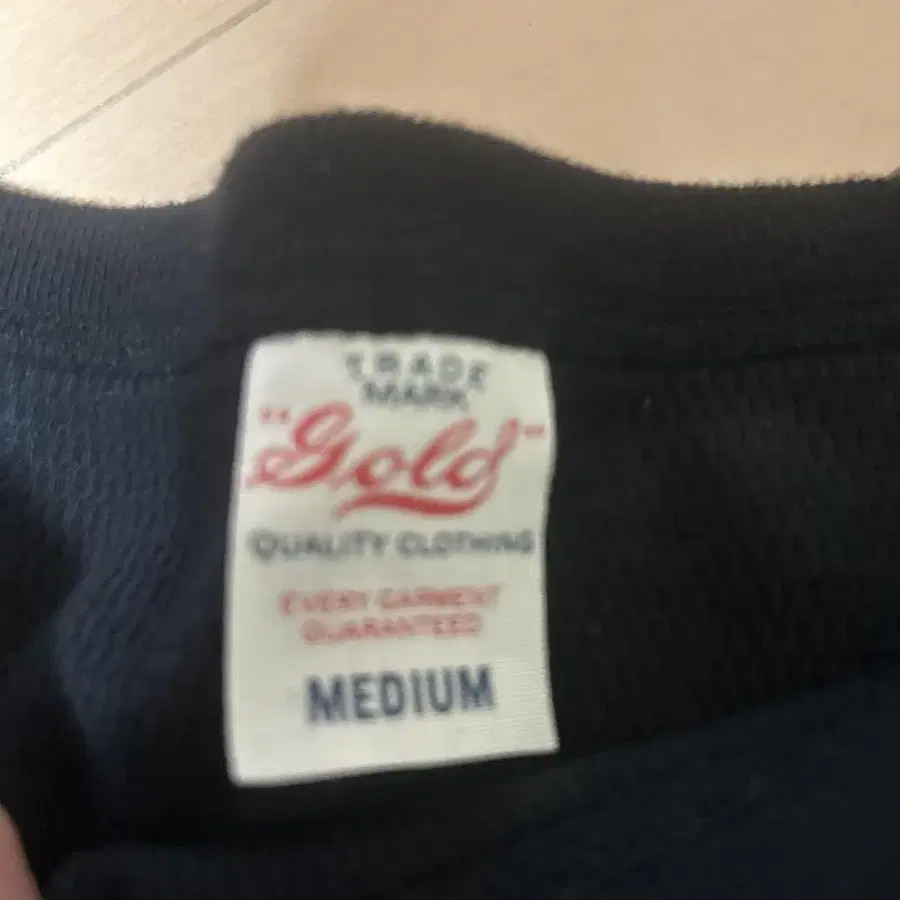 TRADE
MARK
"Gold"
QUALITY CLOTHING
EVERY GARMENT
GUARANTEED
MEDIUM